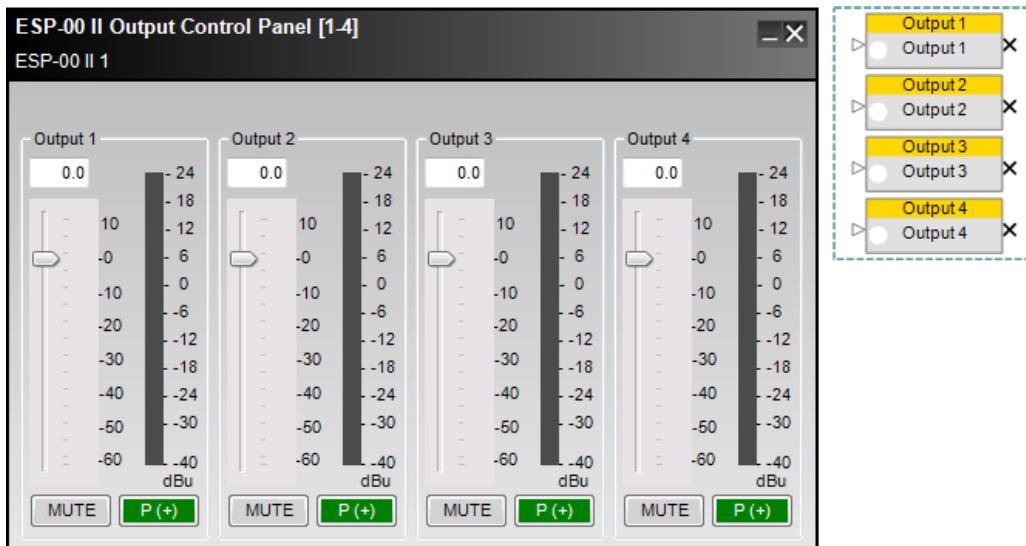 ESP-00 II Output Control Panel [1-4]
ESP-00 II 1
Output 1 Output 2 Output 3 Output 4
0.0 0.0 0.0 0.0
- 24 - 24 - 24 - 24
- 18 - 18 - 18 - 18
10 10 10 10
- 12 - 12 - 12 - 12
-0 - 6 -0 - 6 -0 - 6 -0 - 6
- 0 - 0 - 0 - 0
-10 -10 -10 -10
- -6 - -6 - -6 - -6
-20 -20 -20 -20
- -12 - -12 - -12 - -12
-30 -30 -30 -30
- -18 - -18 - -18 - -18
-40 - -24 -40 - -24 -40 - -24 -40 - -24
-50 - -30 -50 - -30 -50 - -30 -50 - -30
-60 - -40 -60 - -40 -60 - -40 -60 - -40
dBu dBu dBu dBu
MUTE P (+) MUTE P (+) MUTE P (+) MUTE P (+)
Output 1
Output 1
Output 2
Output 2
Output 3
Output 3
Output 4
Output 4